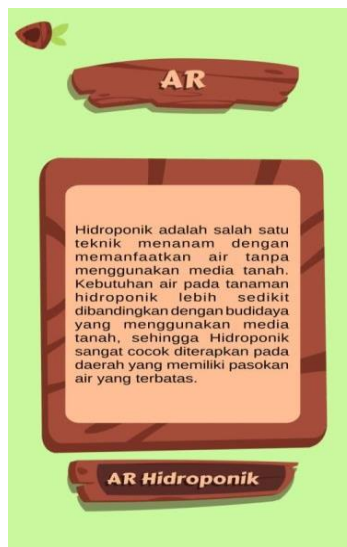 AR
Hidroponik adalah salah satu
teknik menanam dengan
memanfaatkan air tanpa
menggunakan media tanah.
Kebutuhan air pada tanaman
hidroponik lebih sedikit
dibandingkan dengan budidaya
yang menggunakan media
tanah, sehingga Hidroponik
sangat cocok diterapkan pada
daerah yang memiliki pasokan
air yang terbatas.
AR Hidroponik